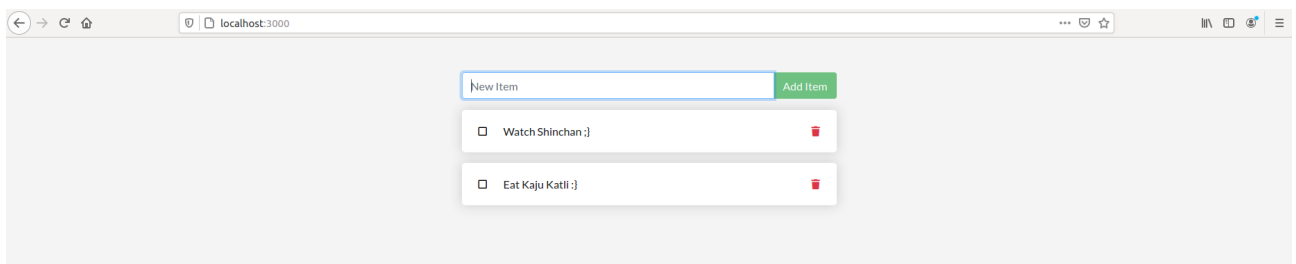 localhost:3000
New Item
Add Item
Watch Shinchan ;}
Eat Kaju Katli :}